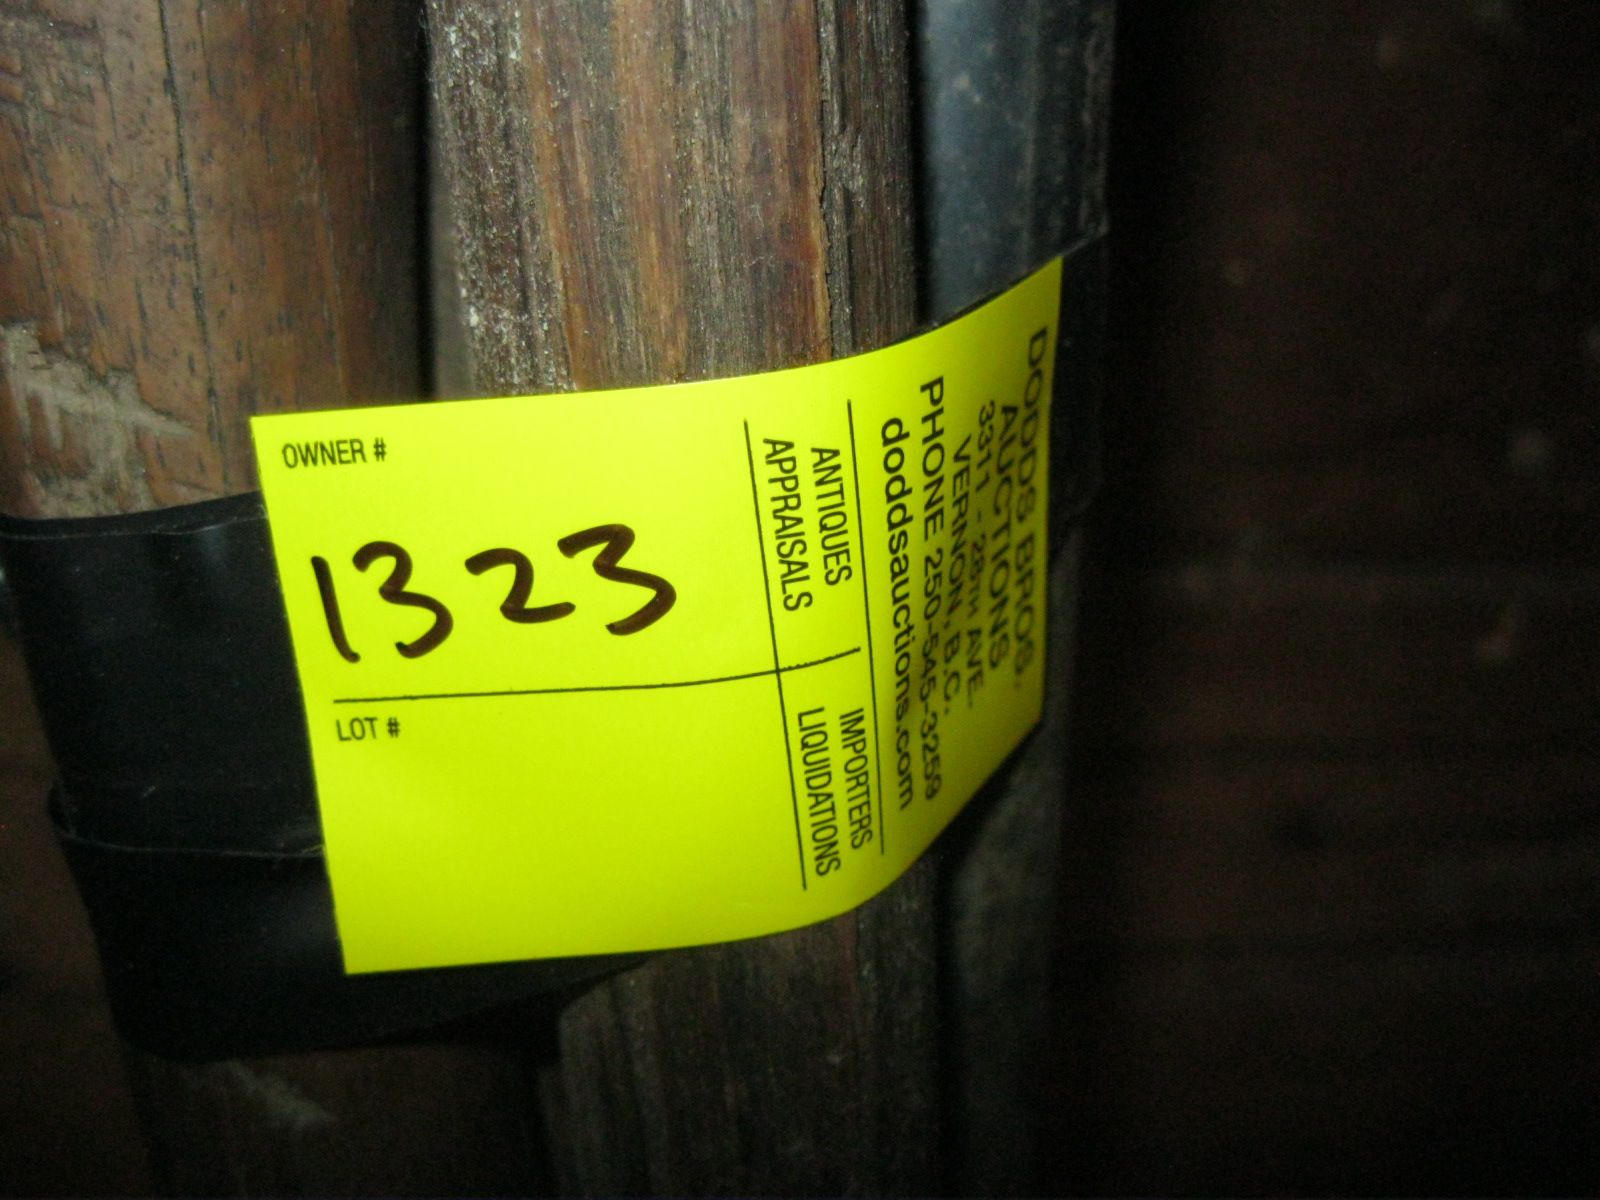 DODDS BROS.
AUCTIONS
3311 - 28TH AVE.
VERNON, B.C.
PHONE 250-545-3259
doddsauctions.com
ANTIQUES
APPRAISALS
IMPORTERS
LIQUIDATIONS
OWNER #
1323
LOT #